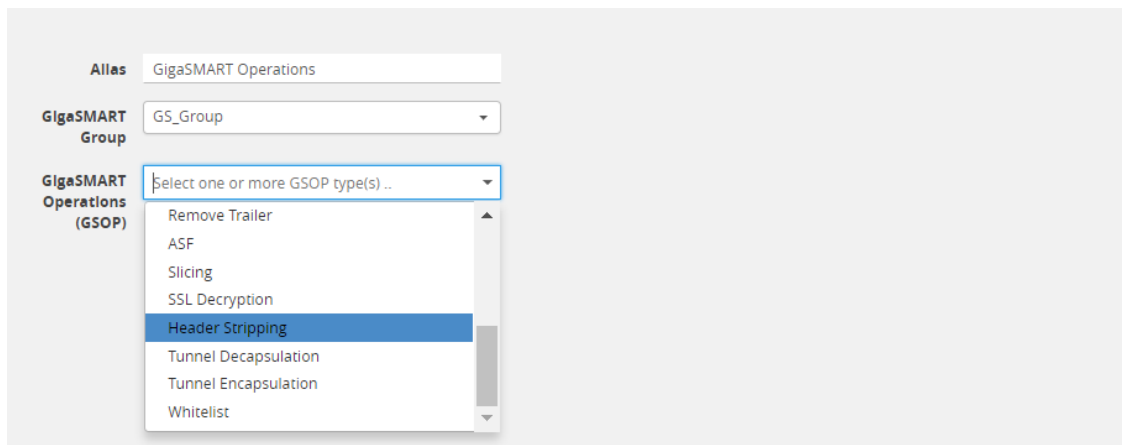 Alias
GigaSMART Operations
GigaSMART
Group
GS_Group
GigaSMART
Operations
(GSOP)
Select one or more GSOP type(s) ..
Remove Trailer
ASF
Slicing
SSL Decryption
Header Stripping
Tunnel Decapsulation
Tunnel Encapsulation
Whitelist